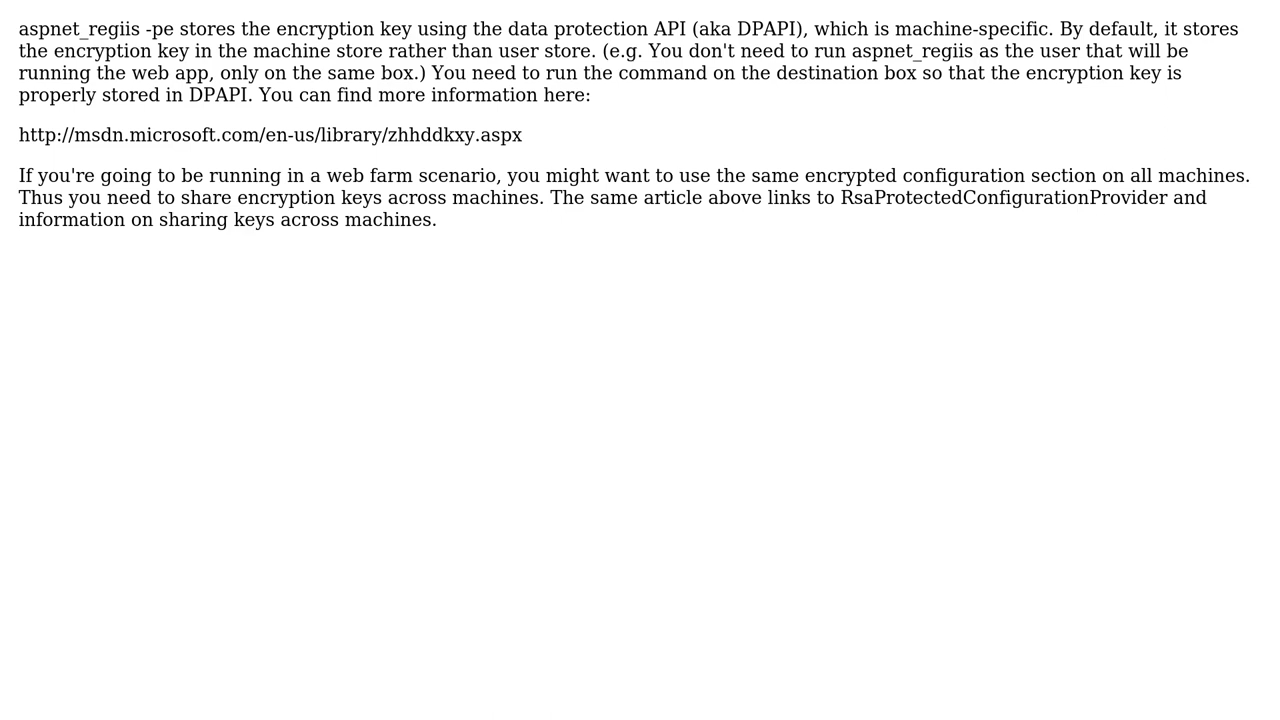 aspnet_regiis -pe stores the encryption key using the data protection API (aka DPAPI), which is machine-specific. By default, it stores
the encryption key in the machine store rather than user store. (e.g. You don't need to run aspnet_regiis as the user that will be
running the web app, only on the same box.) You need to run the command on the destination box so that the encryption key is
properly stored in DPAPI. You can find more information here:
http://msdn.microsoft.com/en-us/library/zhhddkxy.aspx
If you're going to be running in a web farm scenario, you might want to use the same encrypted configuration section on all machines.
Thus you need to share encryption keys across machines. The same article above links to RsaProtectedConfigurationProvider and
information on sharing keys across machines.